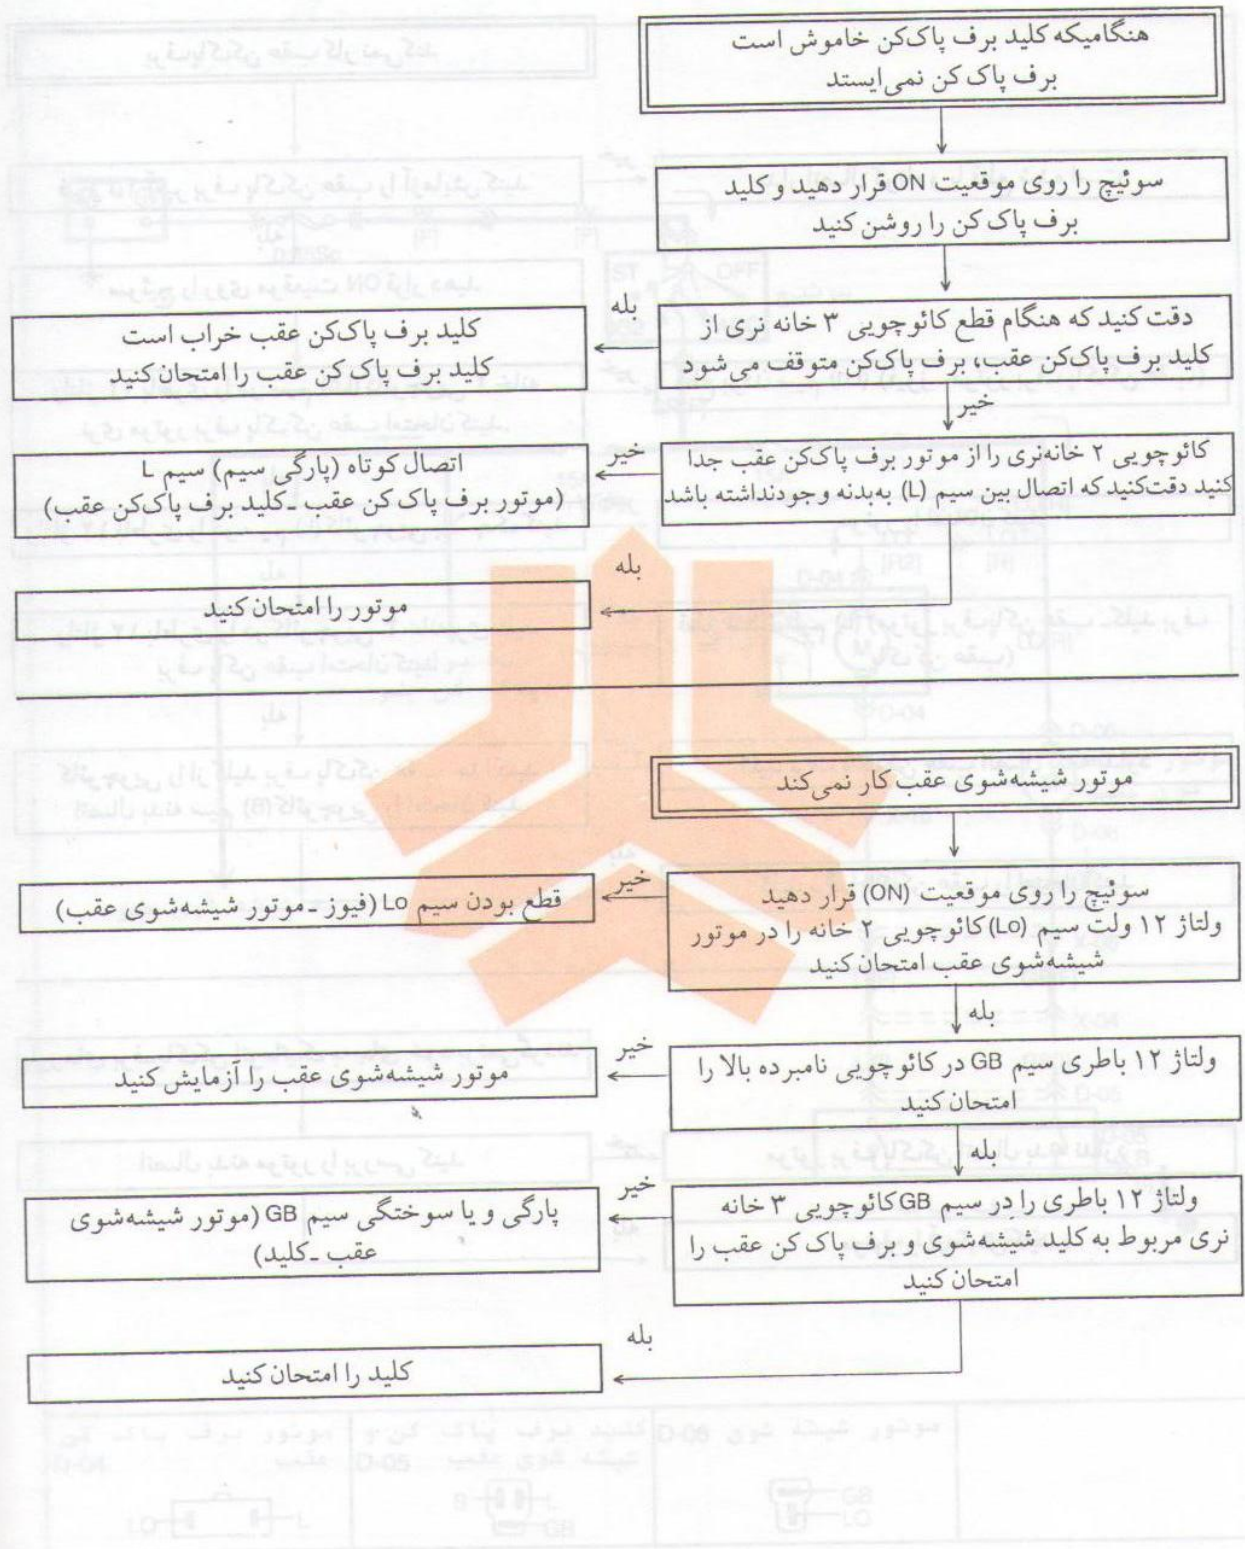 هنگامیکه کلید برف پاک‌کن خاموش است
برف پاک کن نمی‌ایستد
سوئیچ را روی موقعیت ON قرار دهید و کلید
برف پاک کن را روشن کنید
دقت کنید که هنگام قطع کائوچویی ۳ خانه نری از
کلید برف پاک‌کن عقب، برف پاک‌کن متوقف می‌شود
بله
کلید برف پاک‌کن عقب خراب است
کلید برف پاک کن عقب را امتحان کنید
خیر
کائوچویی ۲ خانه‌نری را از موتور برف پاک‌کن عقب جدا
کنید دقت‌کنید که اتصال بین سیم (L) به‌بدنه وجودنداشته باشد
خیر
اتصال کوتاه (پارگی سیم) سیم L
(موتور برف پاک کن عقب ـ کلید برف پاک‌کن عقب)
بله
موتور را امتحان کنید
موتور شیشه‌شوی عقب کار نمی‌کند
سوئیچ را روی موقعیت (ON) قرار دهید
ولتاژ ۱۲ ولت سیم (Lo) کائوچویی ۲ خانه را در موتور
شیشه‌شوی عقب امتحان کنید
خیر
قطع بودن سیم Lo (فیوز ـ موتور شیشه‌شوی عقب)
بله
ولتاژ ۱۲ باطری سیم GB در کائوچویی نامبرده بالا را
امتحان کنید
خیر
موتور شیشه‌شوی عقب را آزمایش کنید
بله
ولتاژ ۱۲ باطری را در سیم GB کائوچویی ۳ خانه
نری مربوط به کلید شیشه‌شوی و برف پاک کن عقب را
امتحان کنید
خیر
پارگی و یا سوختگی سیم GB (موتور شیشه‌شوی
عقب ـ کلید)
بله
کلید را امتحان کنید